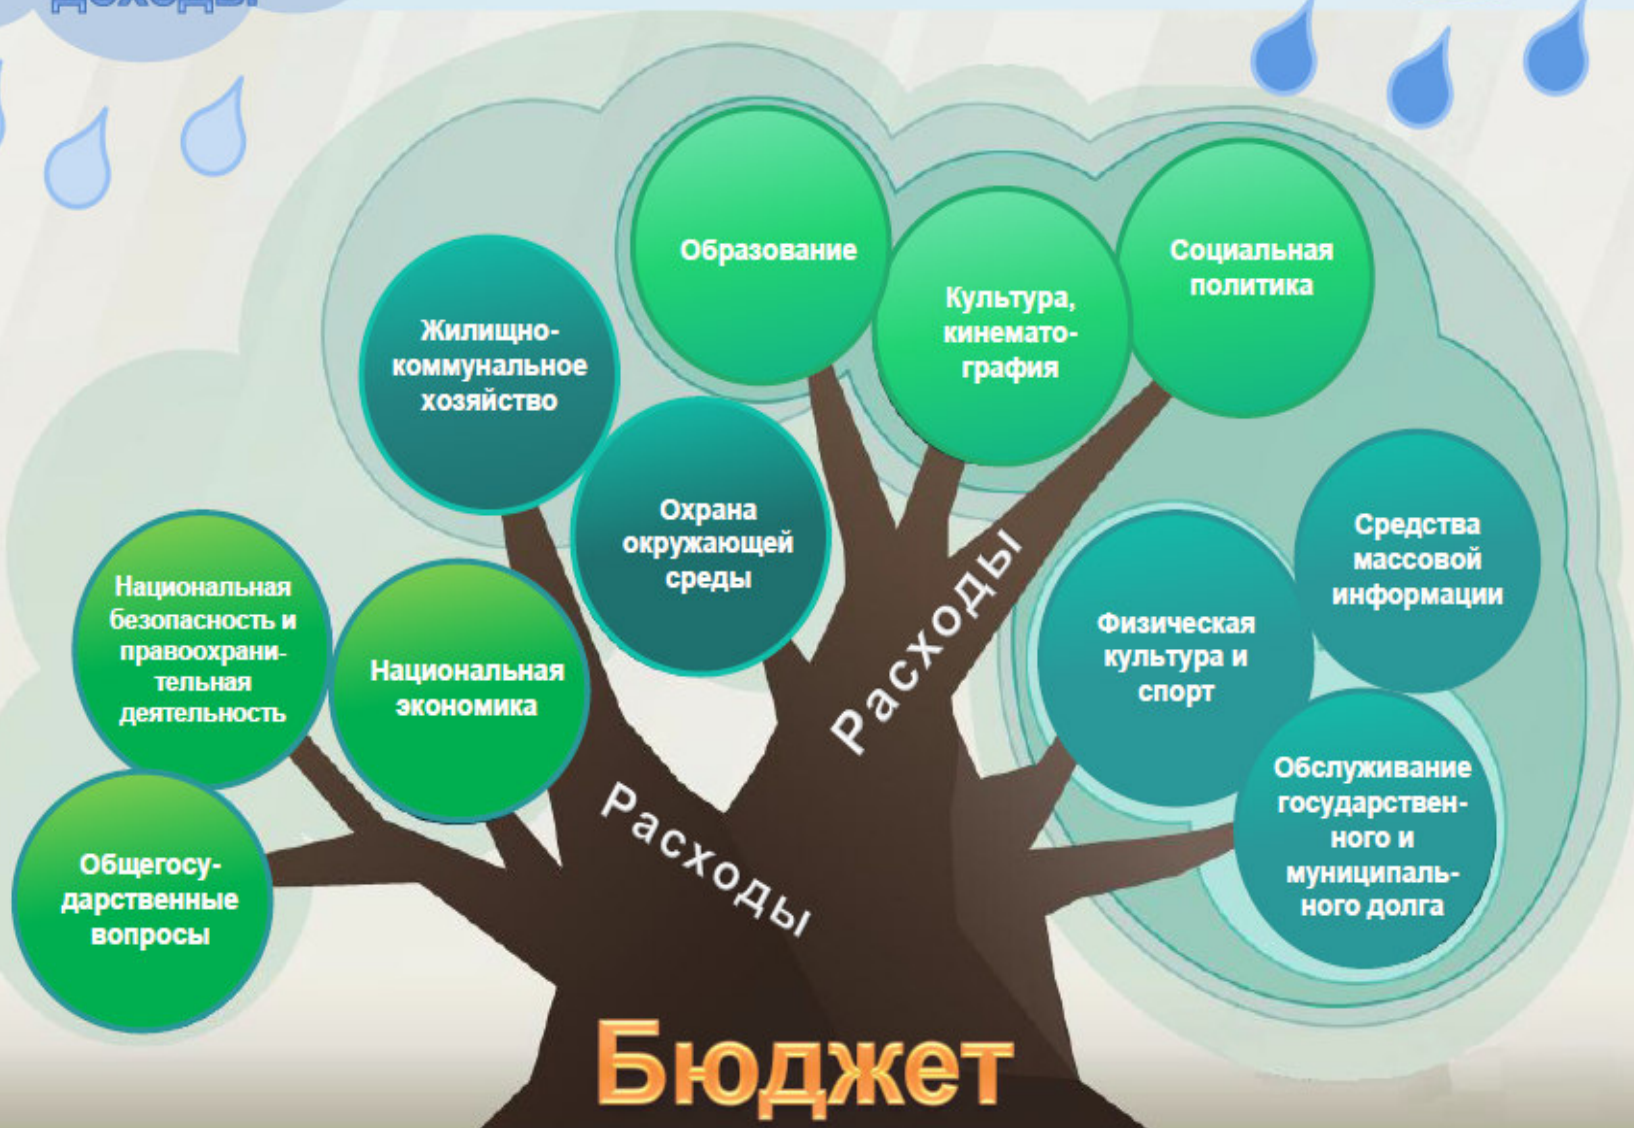 доходы
Образование
Социальная
политика
Культура,
кинемато-
графия
Жилищно-
коммунальное
хозяйство
Охрана
окружающей
среды
Средства
массовой
информации
Национальная
безопасность и
правоохрани-
тельная
деятельность
Национальная
экономика
Физическая
культура и
спорт
Обслуживание
государствен-
ного и
муниципаль-
ного долга
Общегосу-
дарственные
вопросы
Расходы
Расходы
Бюджет